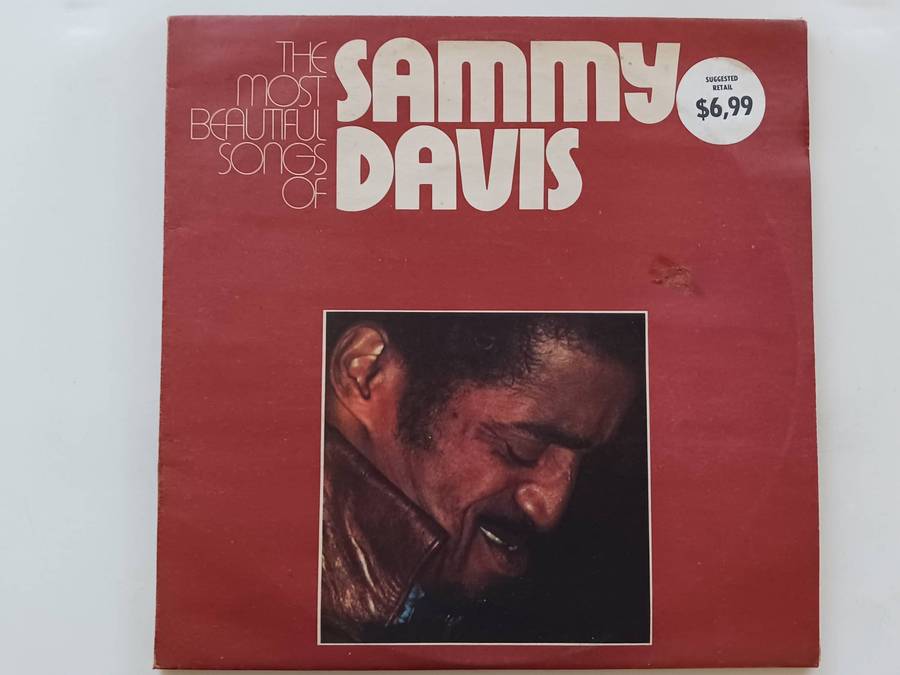 THE
MOST
BEAUTIFUL
SONGS
OF
SAMMY
DAVIS
SUGGESTED
RETAIL
$6,99